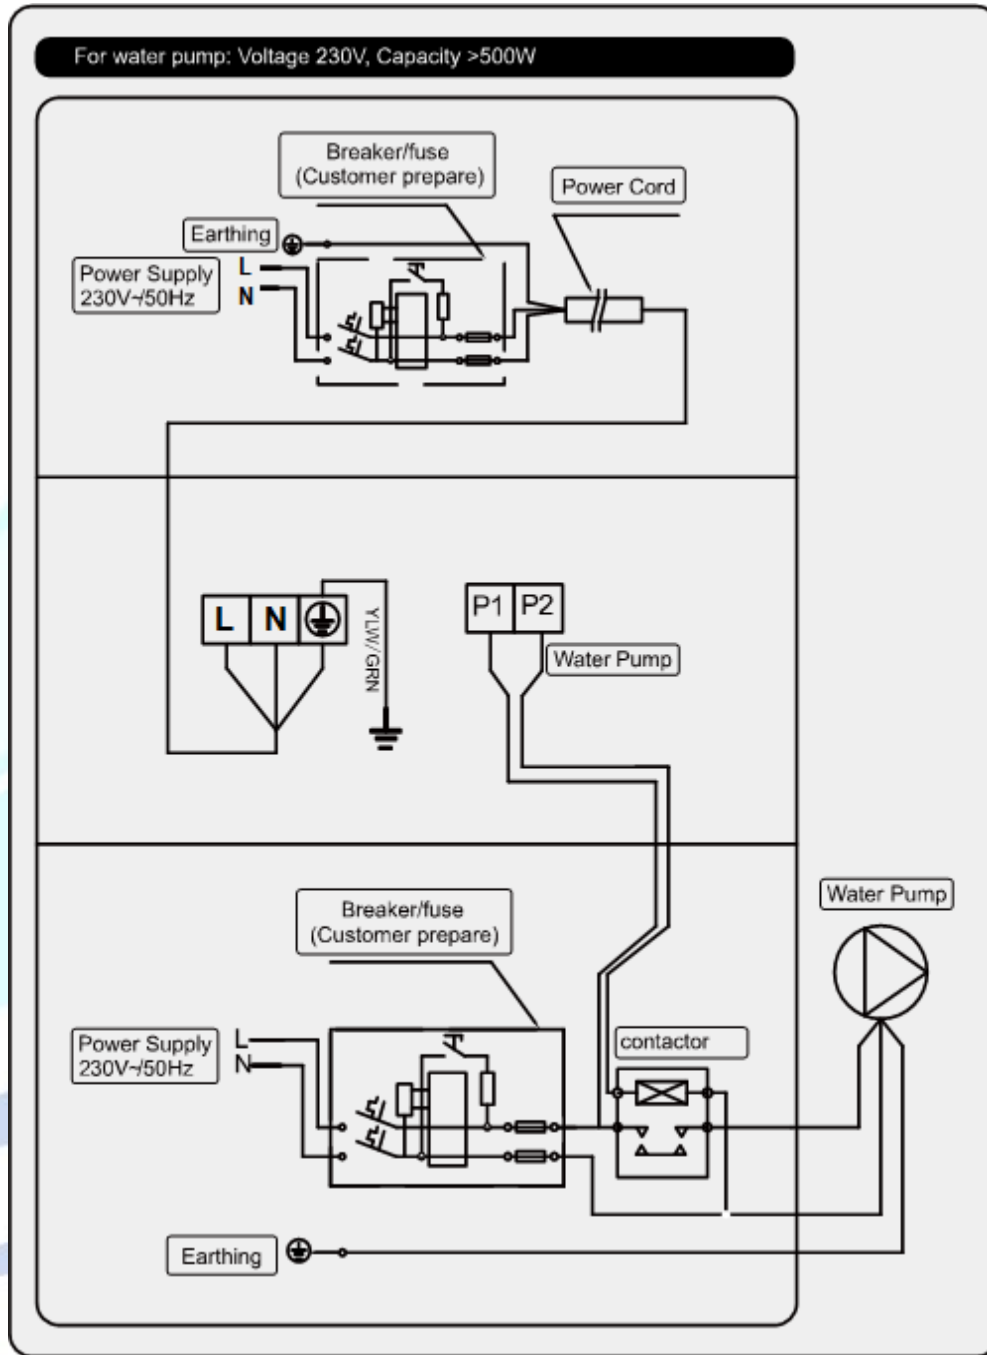 For water pump: Voltage 230V, Capacity >500W
Breaker/fuse
(Customer prepare)
Power Cord
Earthing
Power Supply
230V~/50Hz
L
N
L N
YLW/GRN
P1 P2
Water Pump
Water Pump
Breaker/fuse
(Customer prepare)
Power Supply
230V~/50Hz
L
N
contactor
Earthing